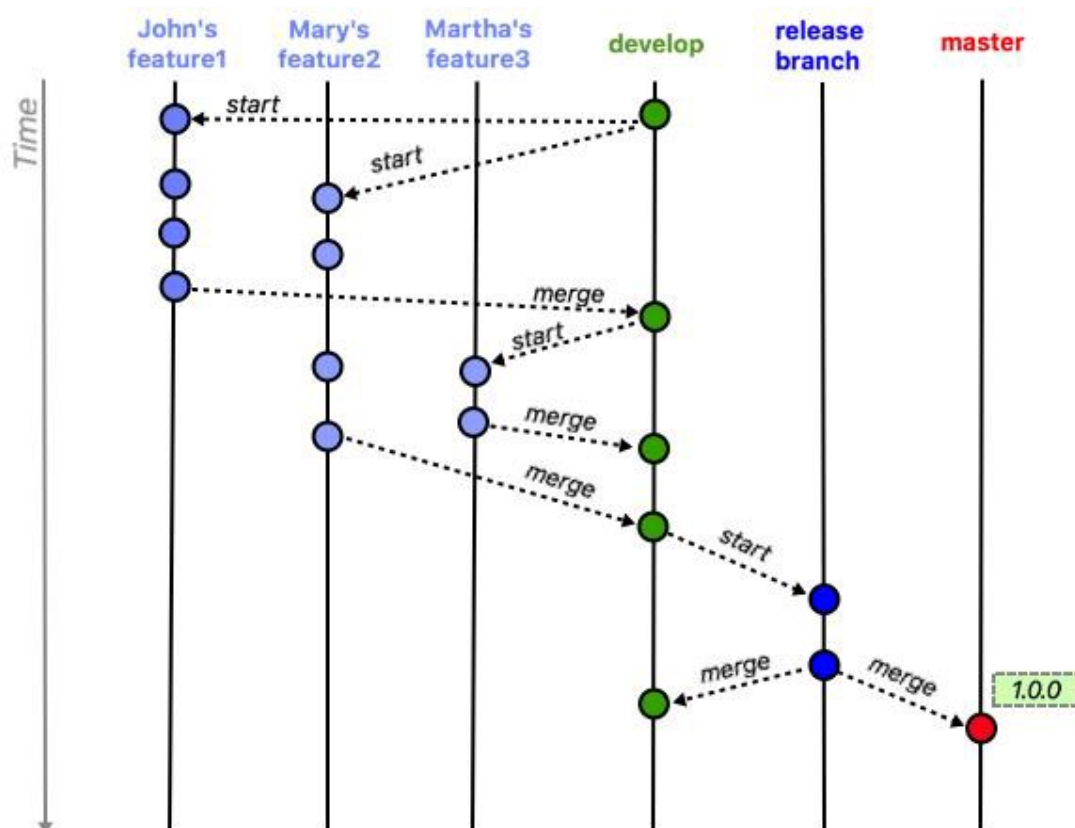 John's
feature1
Mary's
feature2
Martha's
feature3
develop
release
branch
master
Time
start
start
merge
start
merge
merge
start
merge
merge
1.0.0